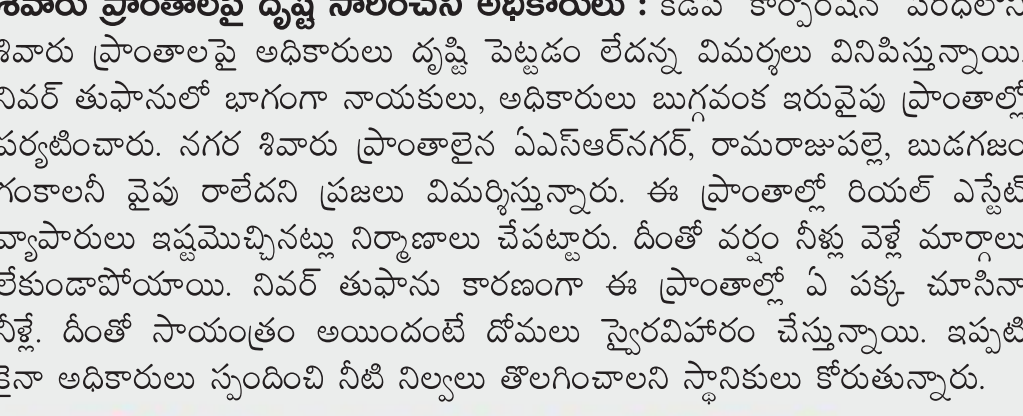 శివారు ప్రాంతాలపై దృష్టి సారించని అధికారులు : కడప కార్పొరేషన్ పరిధిలోని
శివారు ప్రాంతాలపై అధికారులు దృష్టి పెట్టడం లేదన్న విమర్శలు వినిపిస్తున్నాయి.
నివర్ తుఫానులో భాగంగా నాయకులు, అధికారులు బుగ్గవంక ఇరువైపు ప్రాంతాల్లో
పర్యటించారు. నగర శివారు ప్రాంతాలైన ఏఎస్ఆర్‌నగర్, రామరాజుపల్లె, బుడగజం
గంకాలనీ వైపు రాలేదని ప్రజలు విమర్శిస్తున్నారు. ఈ ప్రాంతాల్లో రియల్ ఎస్టేట్
వ్యాపారులు ఇష్టమొచ్చినట్లు నిర్మాణాలు చేపట్టారు. దీంతో వర్షం నీళ్లు వెళ్లే మార్గాలు
లేకుండాపోయాయి. నివర్ తుఫాను కారణంగా ఈ ప్రాంతాల్లో ఏ పక్క చూసినా
నీళ్లే. దీంతో సాయంత్రం అయిందంటే దోమలు స్వైరవిహారం చేస్తున్నాయి. ఇప్పటి
కైనా అధికారులు స్పందించి నీటి నిల్వలు తొలగించాలని స్థానికులు కోరుతున్నారు.